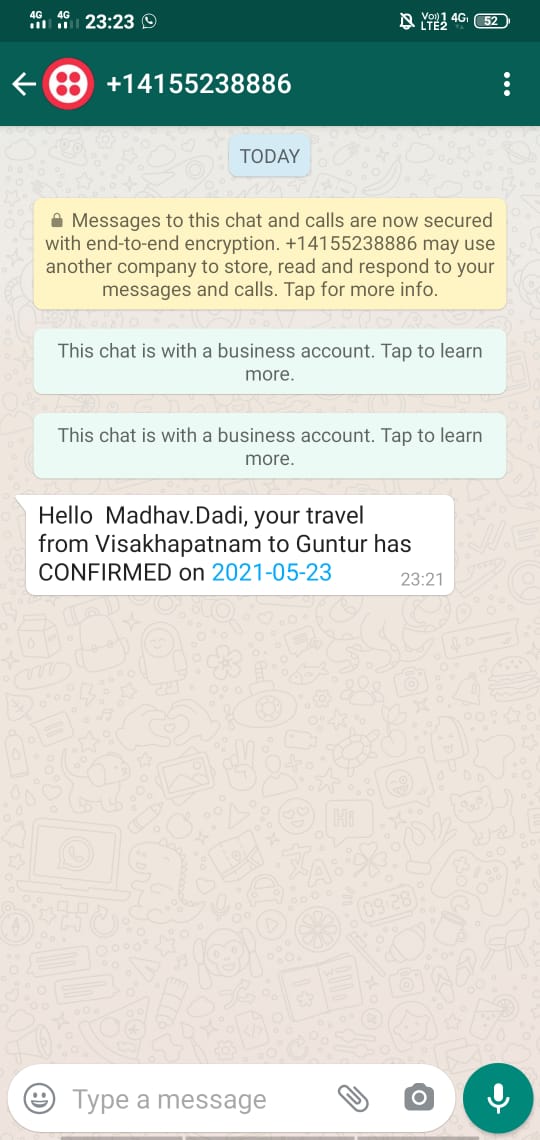 4G 4G 23:23 Vo) 1 4G 52
LTE2
+14155238886
TODAY
Messages to this chat and calls are now secured
with end-to-end encryption. +14155238886 may use
another company to store, read and respond to your
messages and calls. Tap for more info.
This chat is with a business account. Tap to learn
more.
This chat is with a business account. Tap to learn
more.
Hello  Madhav.Dadi, your travel
from Visakhapatnam to Guntur has
CONFIRMED on 2021-05-23
23:21
Hi
09:28
Type a message